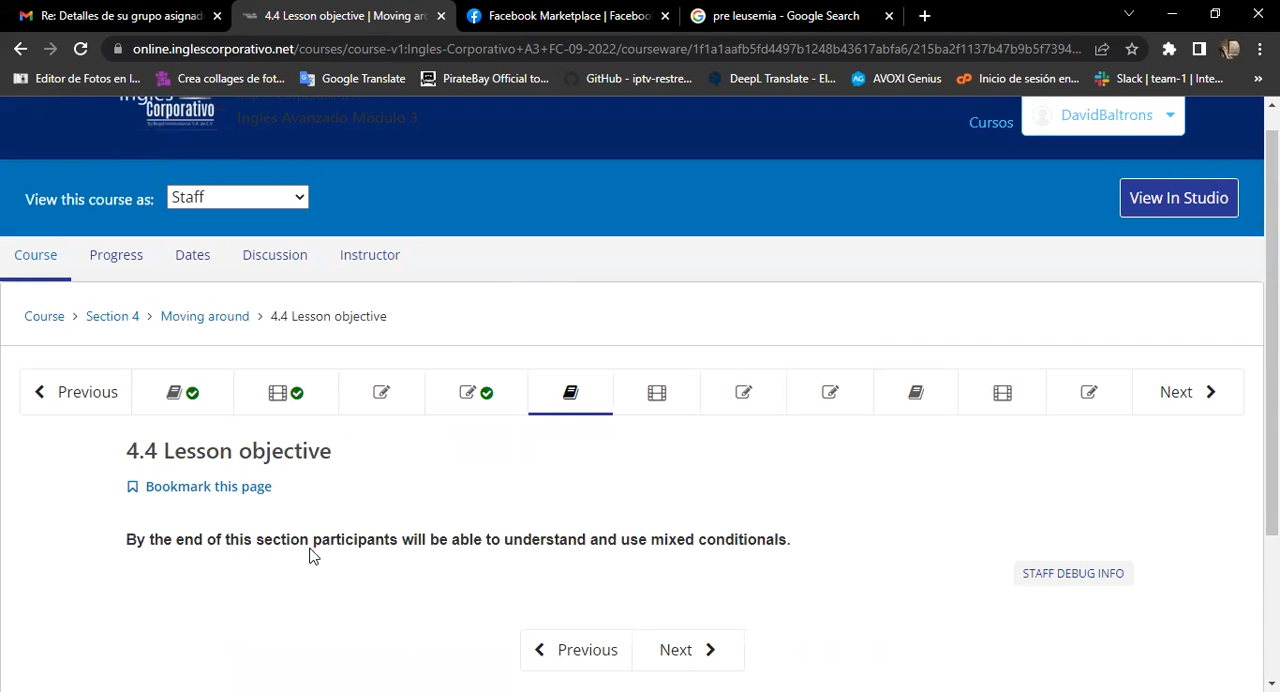 Re: Detalles de su grupo asignad
4.4 Lesson objective | Moving ar
Facebook Marketplace | Faceboo
pre leusemia - Google Search
online.inglescorporativo.net/courses/course-v1:Ingles-Corporativo+A3+FC-09-2022/courseware/1f1a1aafb5fd4497b1248b43617abfa6/215ba2f1137b47b9b5f7394...
Editor de Fotos en l... Crea collages de fot... Google Translate PirateBay Official to... GitHub - iptv-restre... DeepL Translate - El... AVOXI Genius Inicio de sesión en... Slack | team-1 | Inte... »
Inglés
Corporativo
Inglés Avanzado Módulo 3
Cursos DavidBaltrons
View this course as: Staff View In Studio
Course Progress Dates Discussion Instructor
Course > Section 4 > Moving around > 4.4 Lesson objective
Previous Next
4.4 Lesson objective
Bookmark this page
By the end of this section participants will be able to understand and use mixed conditionals.
STAFF DEBUG INFO
Previous Next